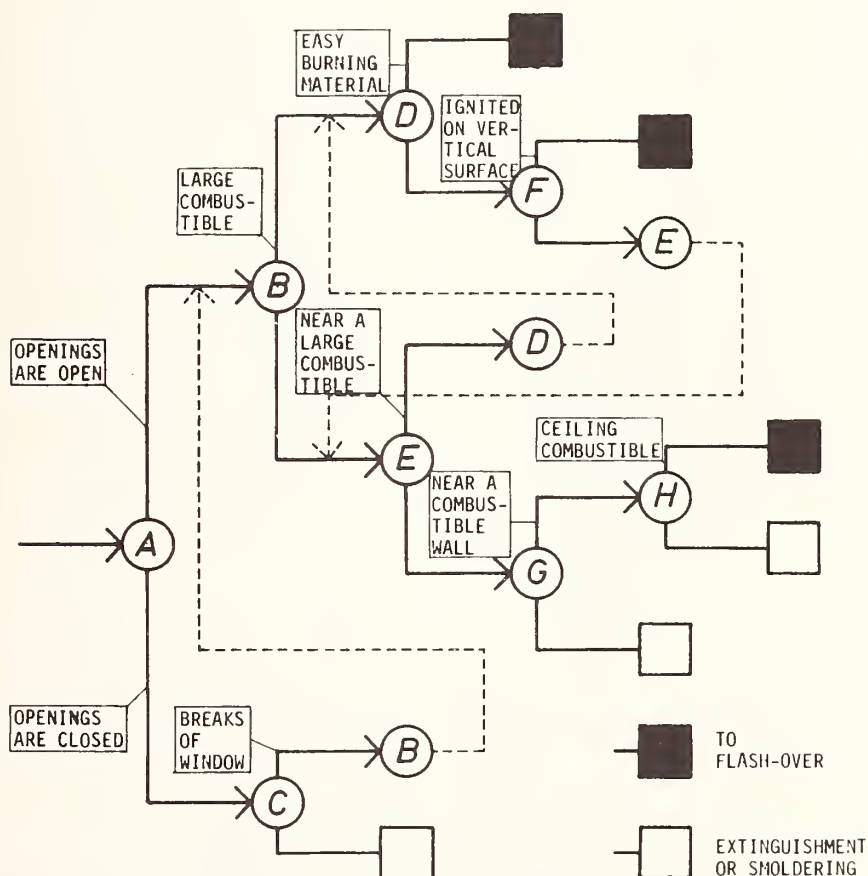 EASY
BURNING
MATERIAL
D
IGNITED
ON VER-
TICAL
SURFACE
F
E
LARGE
COMBUS-
TIBLE
B
NEAR A
LARGE
COMBUS-
TIBLE
D
OPENINGS
ARE OPEN
E
CEILING
COMBUSTIBLE
H
NEAR A
COMBUS-
TIBLE
WALL
G
A
OPENINGS
ARE CLOSED
BREAKS
OF
WINDOW
B
C
TO
FLASH-OVER
EXTINGUISHMENT
OR SMOLDERING